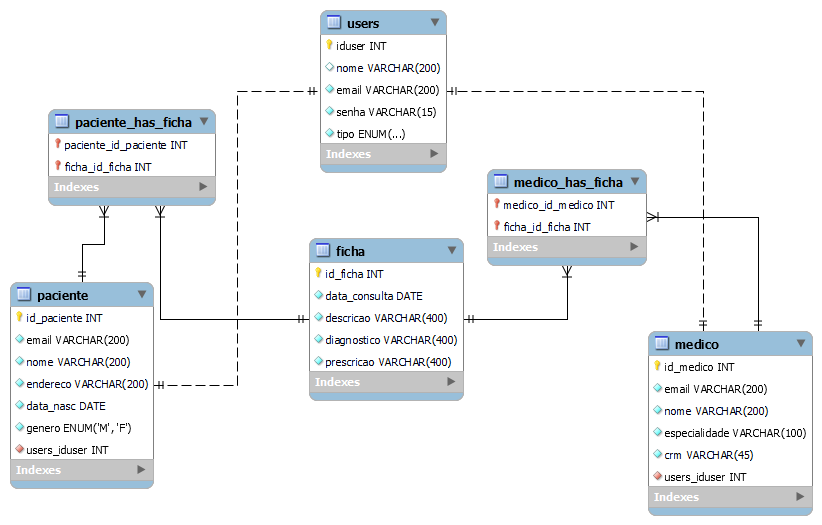 users
iduser INT
nome VARCHAR(200)
email VARCHAR(200)
senha VARCHAR(15)
tipo ENUM(...)
Indexes
paciente_has_ficha
paciente_id_paciente INT
ficha_id_ficha INT
Indexes
medico_has_ficha
medico_id_medico INT
ficha_id_ficha INT
Indexes
ficha
id_ficha INT
data_consulta DATE
descricao VARCHAR(400)
diagnostico VARCHAR(400)
prescricao VARCHAR(400)
Indexes
paciente
id_paciente INT
email VARCHAR(200)
nome VARCHAR(200)
endereco VARCHAR(200)
data_nasc DATE
genero ENUM('M', 'F')
users_iduser INT
Indexes
medico
id_medico INT
email VARCHAR(200)
nome VARCHAR(200)
especialidade VARCHAR(100)
crm VARCHAR(45)
users_iduser INT
Indexes